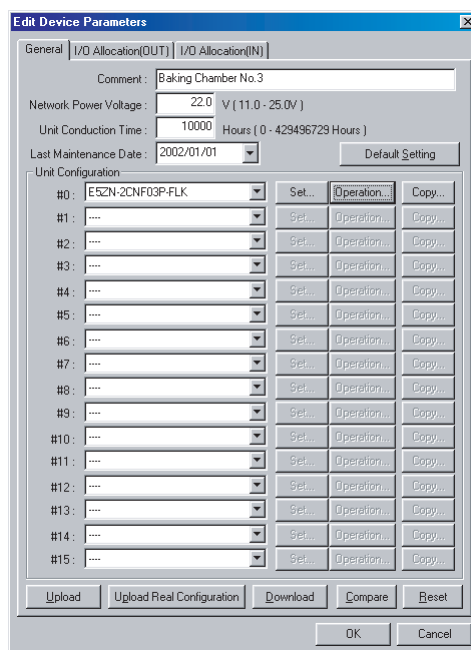 Edit Device Parameters
General I/O Allocation(OUT) I/O Allocation(IN)
Comment : Baking Chamber No.3
Network Power Voltage : 22.0 V ( 11.0 - 25.0V )
Unit Conduction Time : 10000 Hours ( 0 - 429496729 Hours )
Last Maintenance Date : 2002/01/01 Default Setting
Unit Configuration
#0 : E5ZN-2CNF03P-FLK Set... Operation... Copy...
#1 : ---- Set... Operation... Copy...
#2 : ---- Set... Operation... Copy...
#3 : ---- Set... Operation... Copy...
#4 : ---- Set... Operation... Copy...
#5 : ---- Set... Operation... Copy...
#6 : ---- Set... Operation... Copy...
#7 : ---- Set... Operation... Copy...
#8 : ---- Set... Operation... Copy...
#9 : ---- Set... Operation... Copy...
#10 : ---- Set... Operation... Copy...
#11 : ---- Set... Operation... Copy...
#12 : ---- Set... Operation... Copy...
#13 : ---- Set... Operation... Copy...
#14 : ---- Set... Operation... Copy...
#15 : ---- Set... Operation... Copy...
Upload Upload Real Configuration Download Compare Reset
OK Cancel